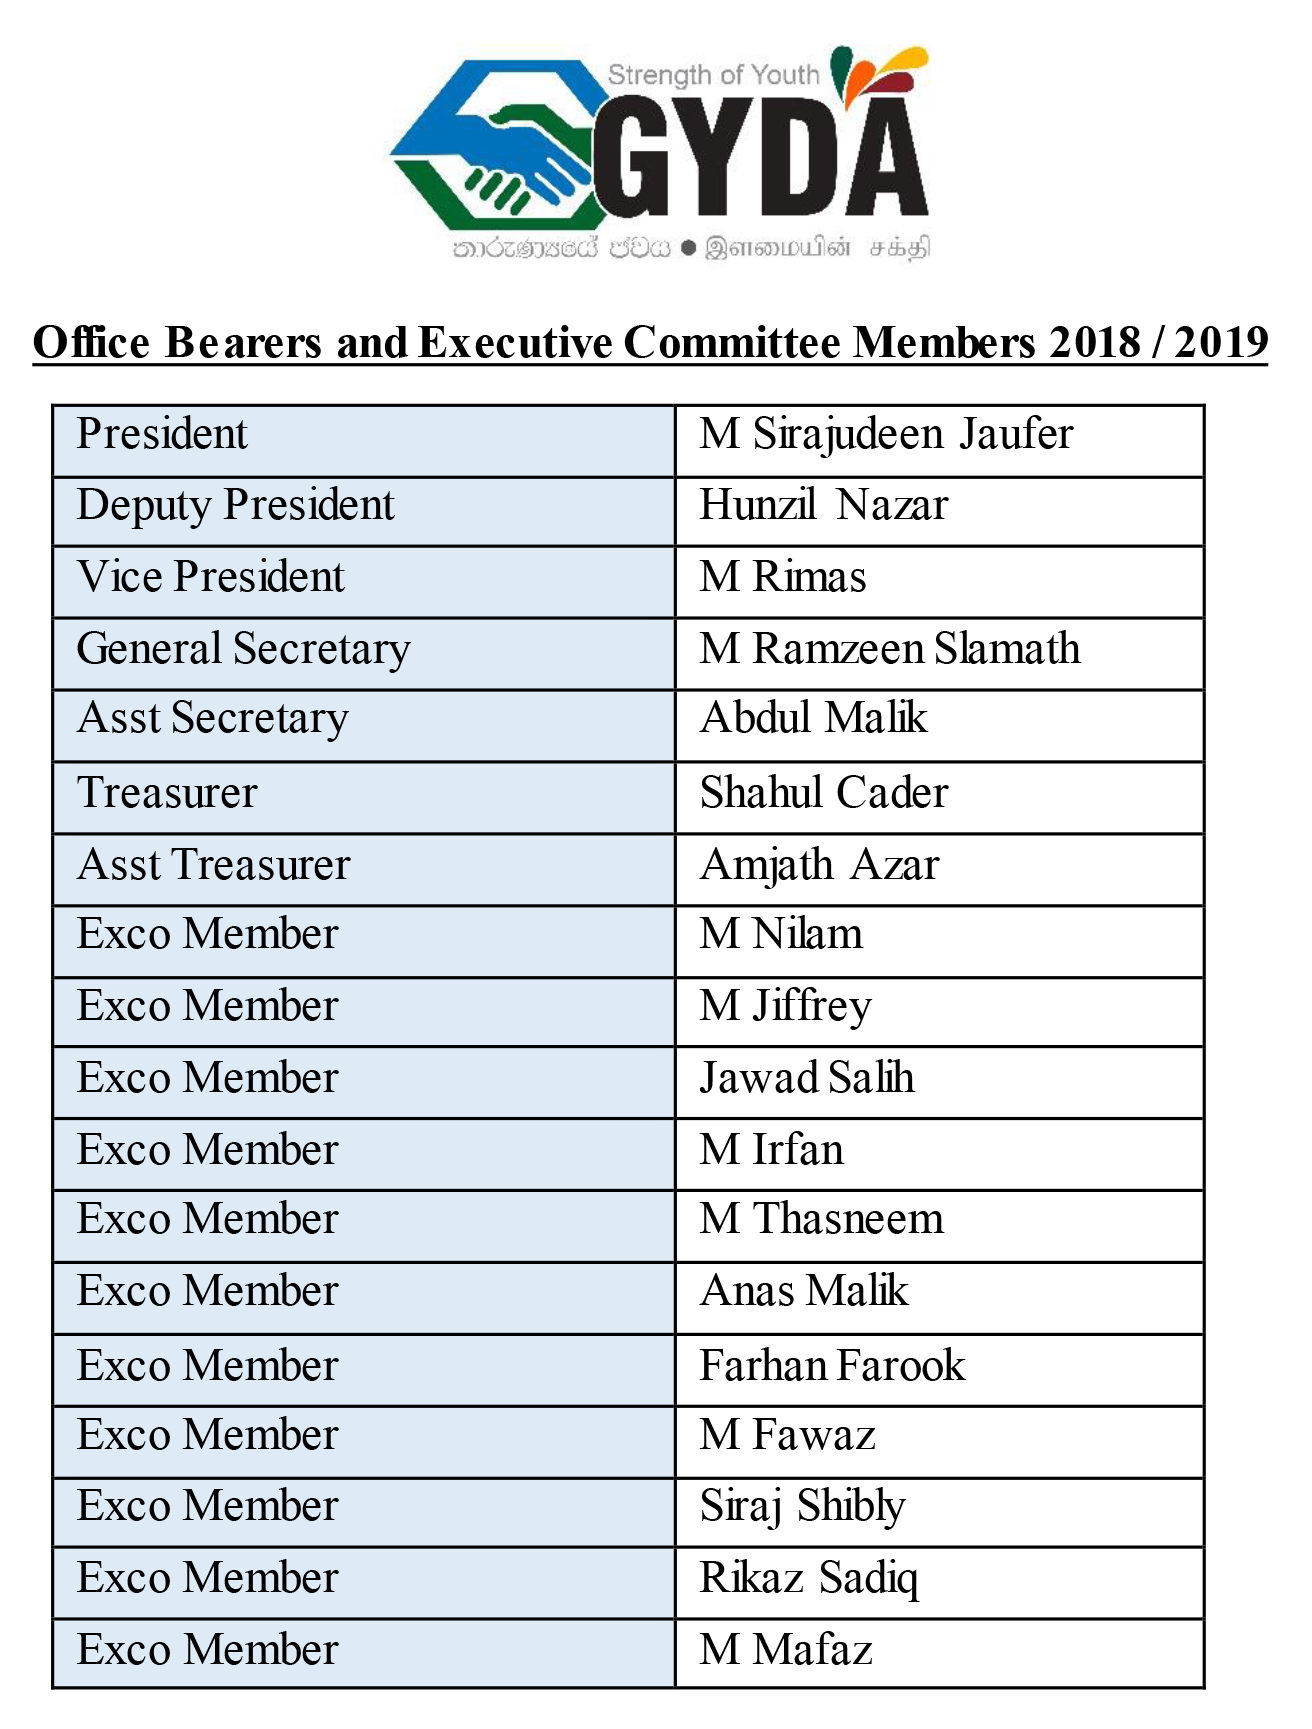 Strength of Youth
GYDA
තාරුණ්‍යයේ ජවය ● இளமையின் சக்தி
Office Bearers and Executive Committee Members 2018 / 2019
President M Sirajudeen Jaufer
Deputy President Hunzil Nazar
Vice President M Rimas
General Secretary M Ramzeen Slamath
Asst Secretary Abdul Malik
Treasurer Shahul Cader
Asst Treasurer Amjath Azar
Exco Member M Nilam
Exco Member M Jiffrey
Exco Member Jawad Salih
Exco Member M Irfan
Exco Member M Thasneem
Exco Member Anas Malik
Exco Member Farhan Farook
Exco Member M Fawaz
Exco Member Siraj Shibly
Exco Member Rikaz Sadiq
Exco Member M Mafaz